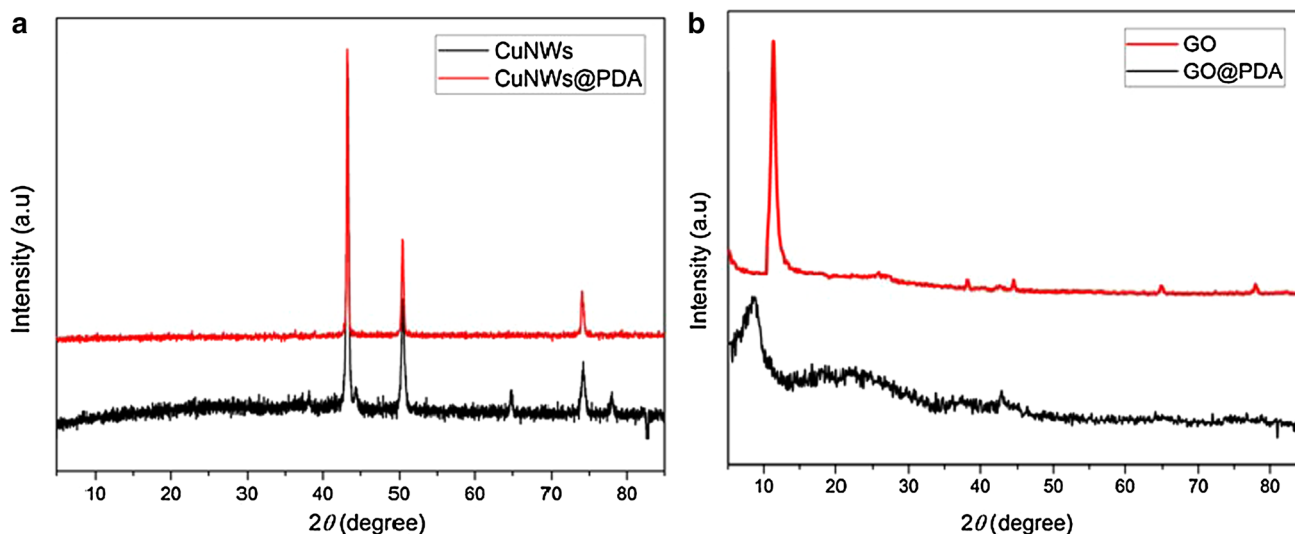 a
CuNWs
CuNWs@PDA
Intensity (a.u)
10 20 30 40 50 60 70 80
2θ (degree)
b
GO
GO@PDA
Intensity (a.u)
10 20 30 40 50 60 70 80
2θ (degree)